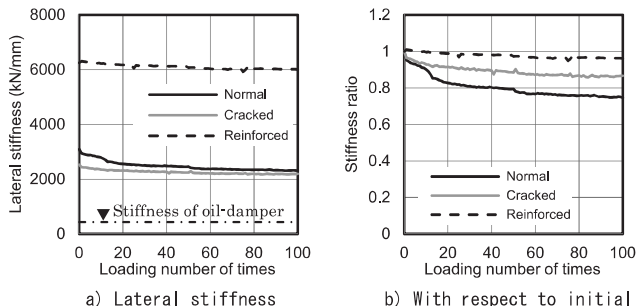 Lateral stiffness (kN/mm)
8000
6000
4000
2000
0
Normal
Cracked
Reinforced
▼Stiffness of oil-damper
0 20 40 60 80 100
Loading number of times
a) Lateral stiffness
Stiffness ratio
1.2
1
0.8
0.6
0.4
0.2
0
Normal
Cracked
Reinforced
0 20 40 60 80 100
Loading number of times
b) With respect to initial